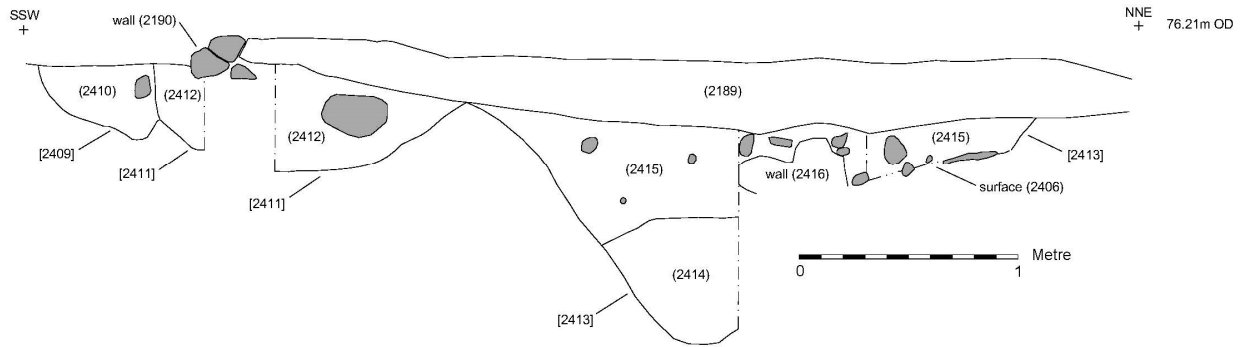 SSW
wall (2190)
NNE
76.21m OD
(2410)
(2412)
(2189)
(2412)
[2409]
(2415)
(2415)
[2413]
[2411]
wall (2416)
surface (2406)
[2411]
(2414)
Metre
0 1
[2413]